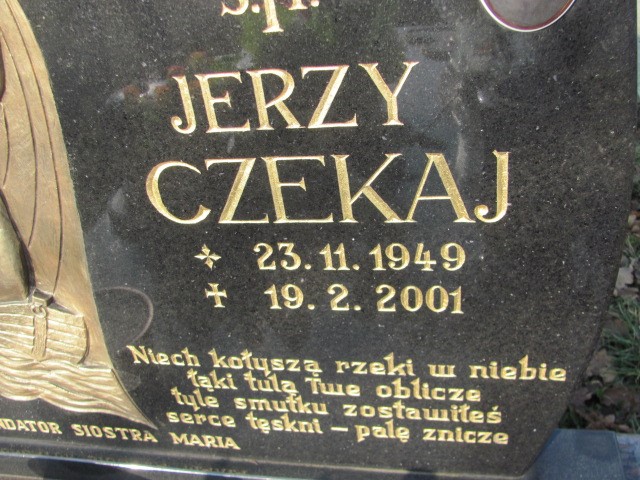 Ś.P.
JERZY
CZEKAJ
23.11.1949
19.2.2001
Niech kołyszą rzeki w niebie
łąki tulą Twe oblicze
tyle smutku zostawiłeś
serce tęskni – palę znicze
SIOSTRA MARIA